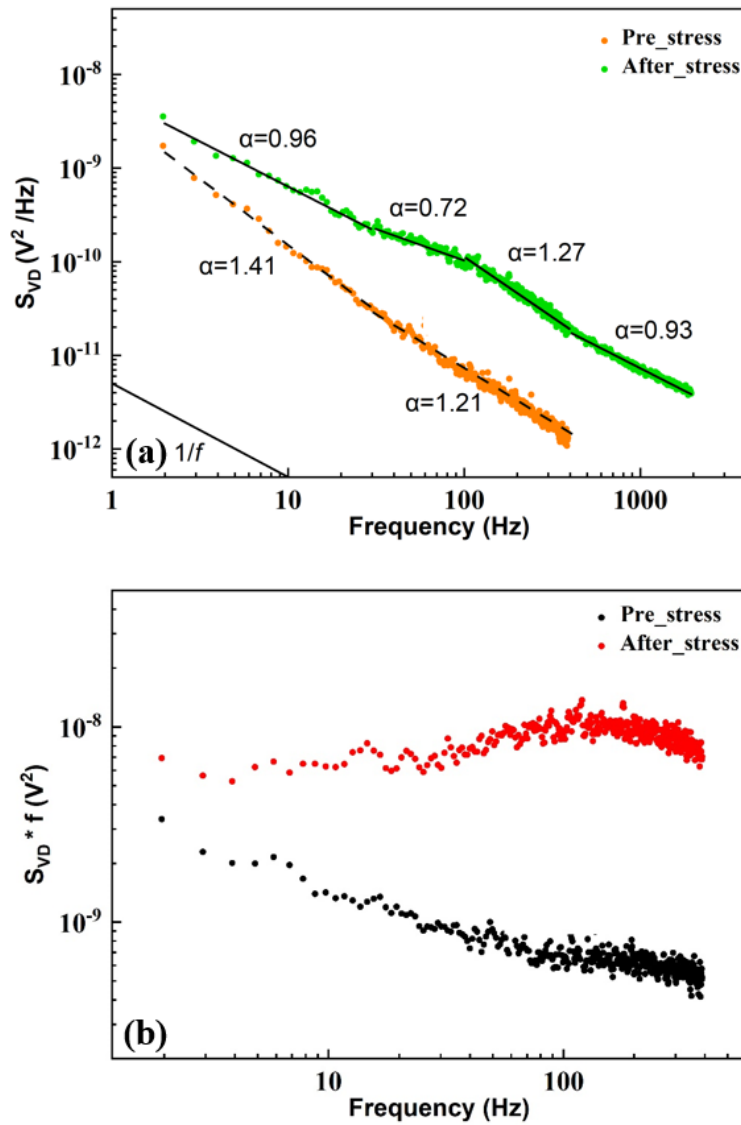 Pre_stress
After_stress
10⁻⁸
10⁻⁹
10⁻¹⁰
10⁻¹¹
10⁻¹²
S_VD (V² /Hz)
α=0.96
α=0.72
α=1.27
α=0.93
α=1.41
α=1.21
(a)
1/f
1
10
100
1000
Frequency (Hz)
Pre_stress
After_stress
10⁻⁸
10⁻⁹
S_VD * f (V²)
(b)
10
100
Frequency (Hz)